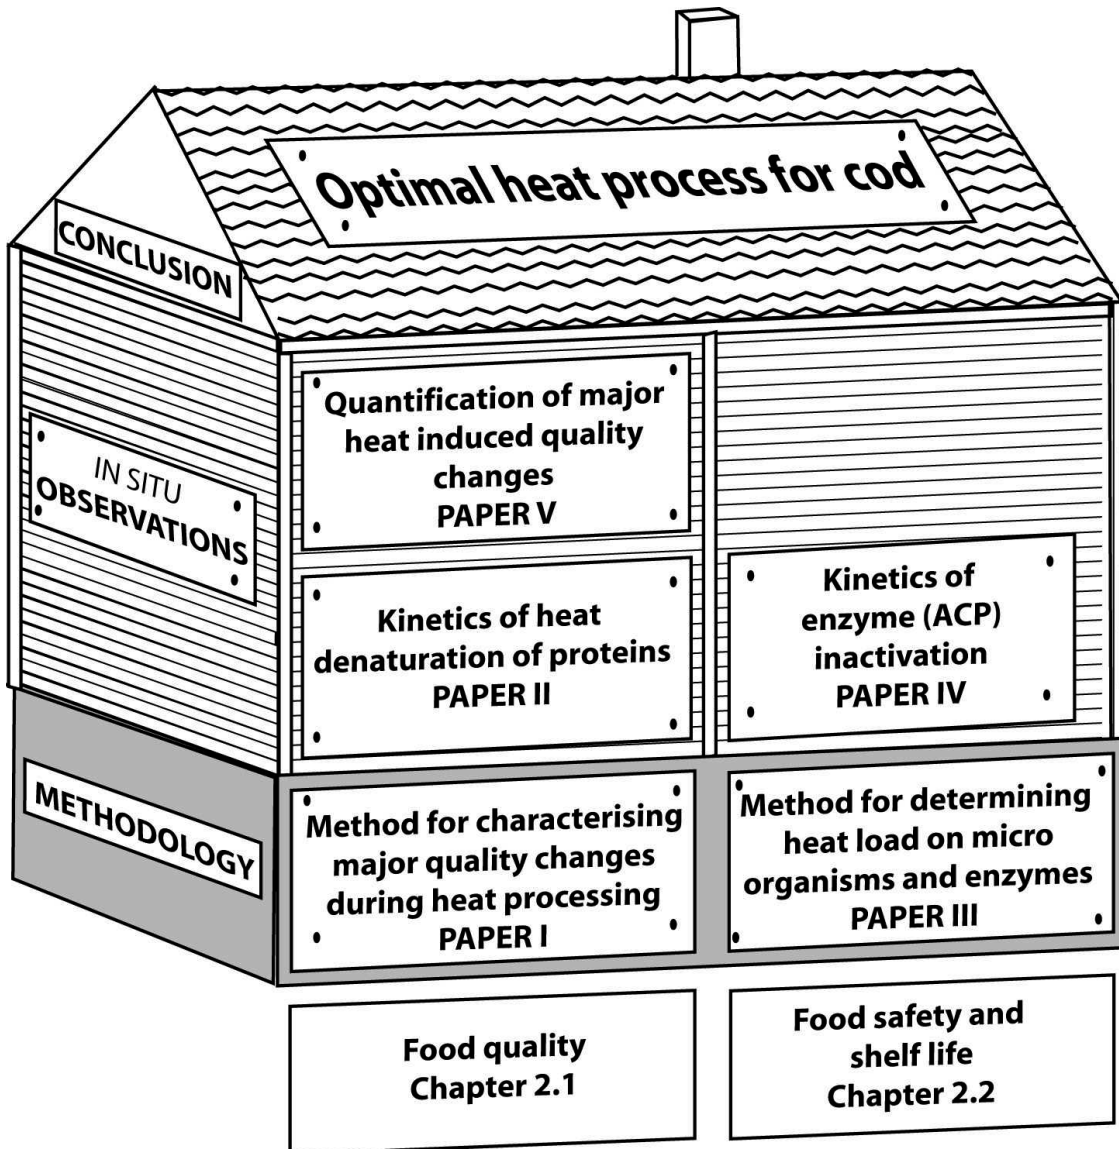 Optimal heat process for cod
CONCLUSION
IN SITU
OBSERVATIONS
METHODOLOGY
Quantification of major
heat induced quality
changes
PAPER V
Kinetics of heat
denaturation of proteins
PAPER II
Kinetics of
enzyme (ACP)
inactivation
PAPER IV
Method for characterising
major quality changes
during heat processing
PAPER I
Method for determining
heat load on micro
organisms and enzymes
PAPER III
Food quality
Chapter 2.1
Food safety and
shelf life
Chapter 2.2